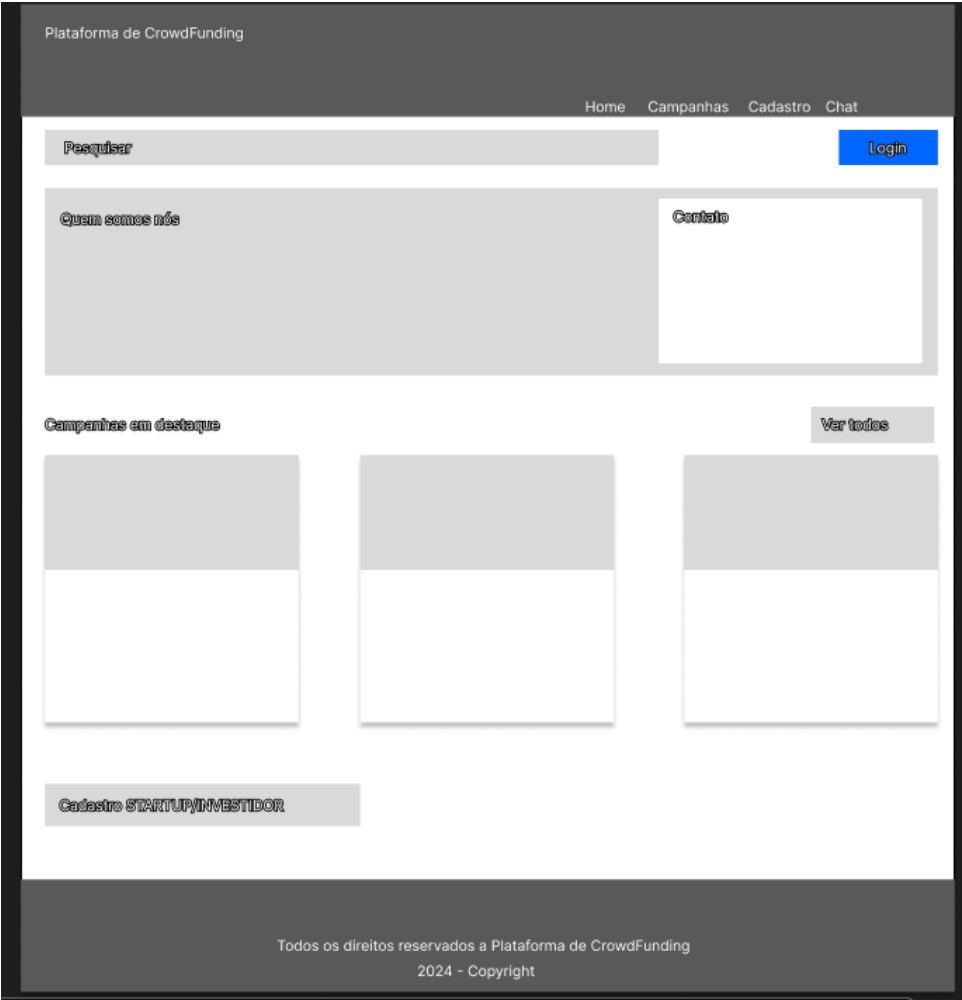 Plataforma de CrowdFunding
Home Campanhas Cadastro Chat
Pesquisar
Login
Quem somos nós
Contato
Campanhas em destaque
Ver todos
Cadastro STARTUP/INVESTIDOR
Todos os direitos reservados a Plataforma de CrowdFunding
2024 - Copyright